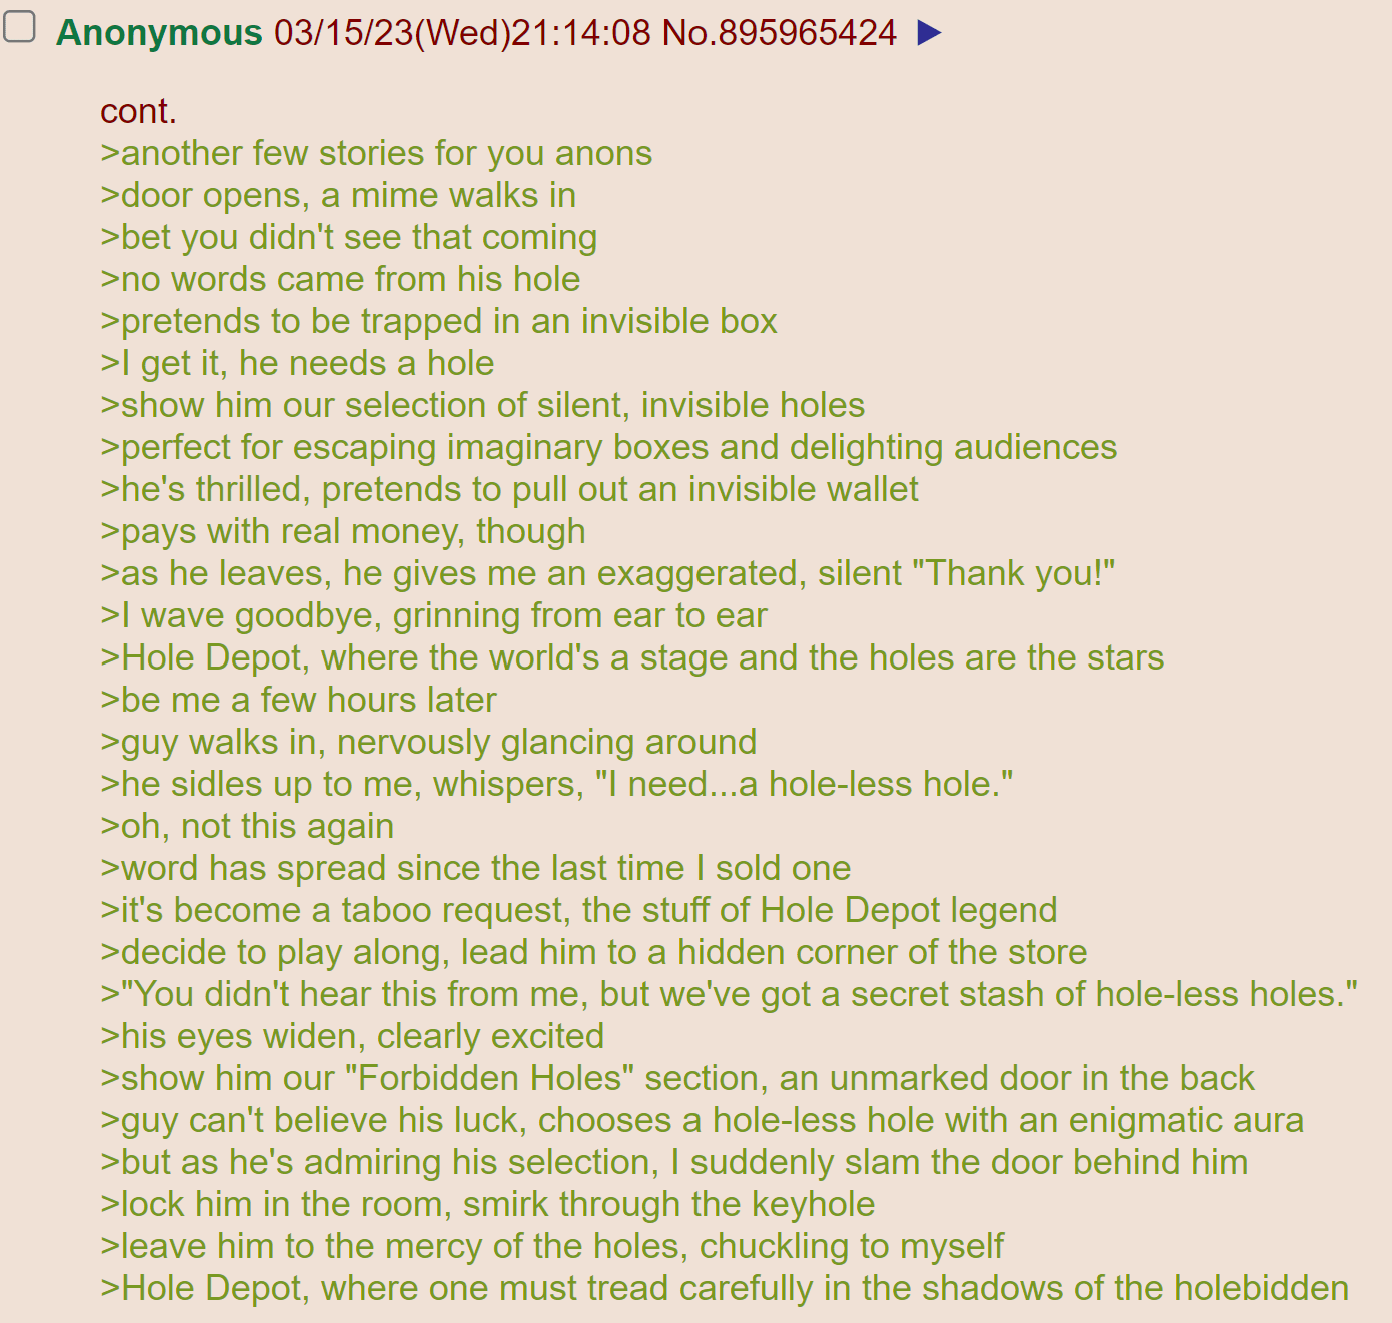 Anonymous 03/15/23(Wed)21:14:08 No.895965424 ▶
cont.
>another few stories for you anons
>door opens, a mime walks in
>bet you didn't see that coming
>no words came from his hole
>pretends to be trapped in an invisible box
>I get it, he needs a hole
>show him our selection of silent, invisible holes
>perfect for escaping imaginary boxes and delighting audiences
>he's thrilled, pretends to pull out an invisible wallet
>pays with real money, though
>as he leaves, he gives me an exaggerated, silent "Thank you!"
>I wave goodbye, grinning from ear to ear
>Hole Depot, where the world's a stage and the holes are the stars
>be me a few hours later
>guy walks in, nervously glancing around
>he sidles up to me, whispers, "I need...a hole-less hole."
>oh, not this again
>word has spread since the last time I sold one
>it's become a taboo request, the stuff of Hole Depot legend
>decide to play along, lead him to a hidden corner of the store
>"You didn't hear this from me, but we've got a secret stash of hole-less holes."
>his eyes widen, clearly excited
>show him our "Forbidden Holes" section, an unmarked door in the back
>guy can't believe his luck, chooses a hole-less hole with an enigmatic aura
>but as he's admiring his selection, I suddenly slam the door behind him
>lock him in the room, smirk through the keyhole
>leave him to the mercy of the holes, chuckling to myself
>Hole Depot, where one must tread carefully in the shadows of the holebidden